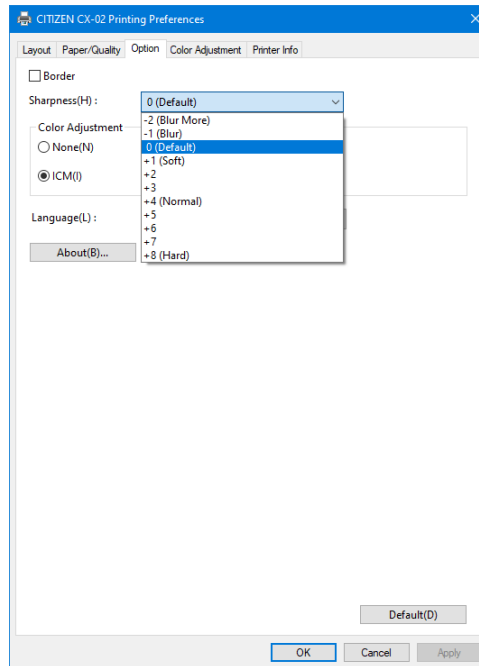 CITIZEN CX-02 Printing Preferences
Layout Paper/Quality Option Color Adjustment Printer Info
Border
Sharpness(H) : 0 (Default)
-2 (Blur More)
-1 (Blur)
0 (Default)
+1 (Soft)
+2
+3
+4 (Normal)
+5
+6
+7
+8 (Hard)
Color Adjustment
None(N)
ICM(I)
Language(L) :
About(B)...
Default(D)
OK Cancel Apply